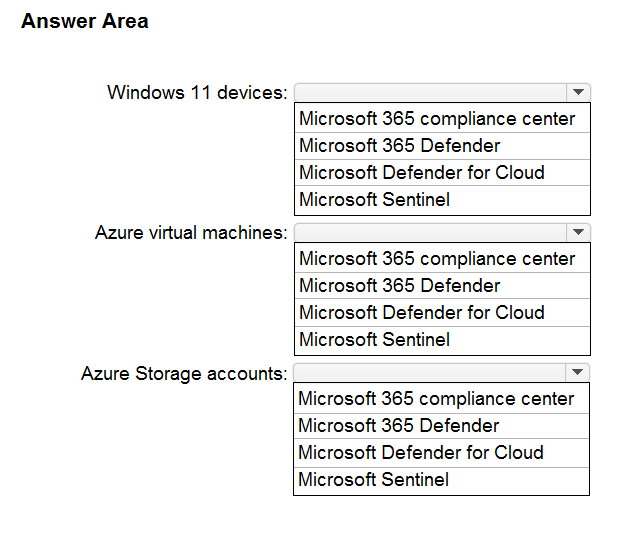 Answer Area
Windows 11 devices:
Microsoft 365 compliance center
Microsoft 365 Defender
Microsoft Defender for Cloud
Microsoft Sentinel
Azure virtual machines:
Microsoft 365 compliance center
Microsoft 365 Defender
Microsoft Defender for Cloud
Microsoft Sentinel
Azure Storage accounts:
Microsoft 365 compliance center
Microsoft 365 Defender
Microsoft Defender for Cloud
Microsoft Sentinel